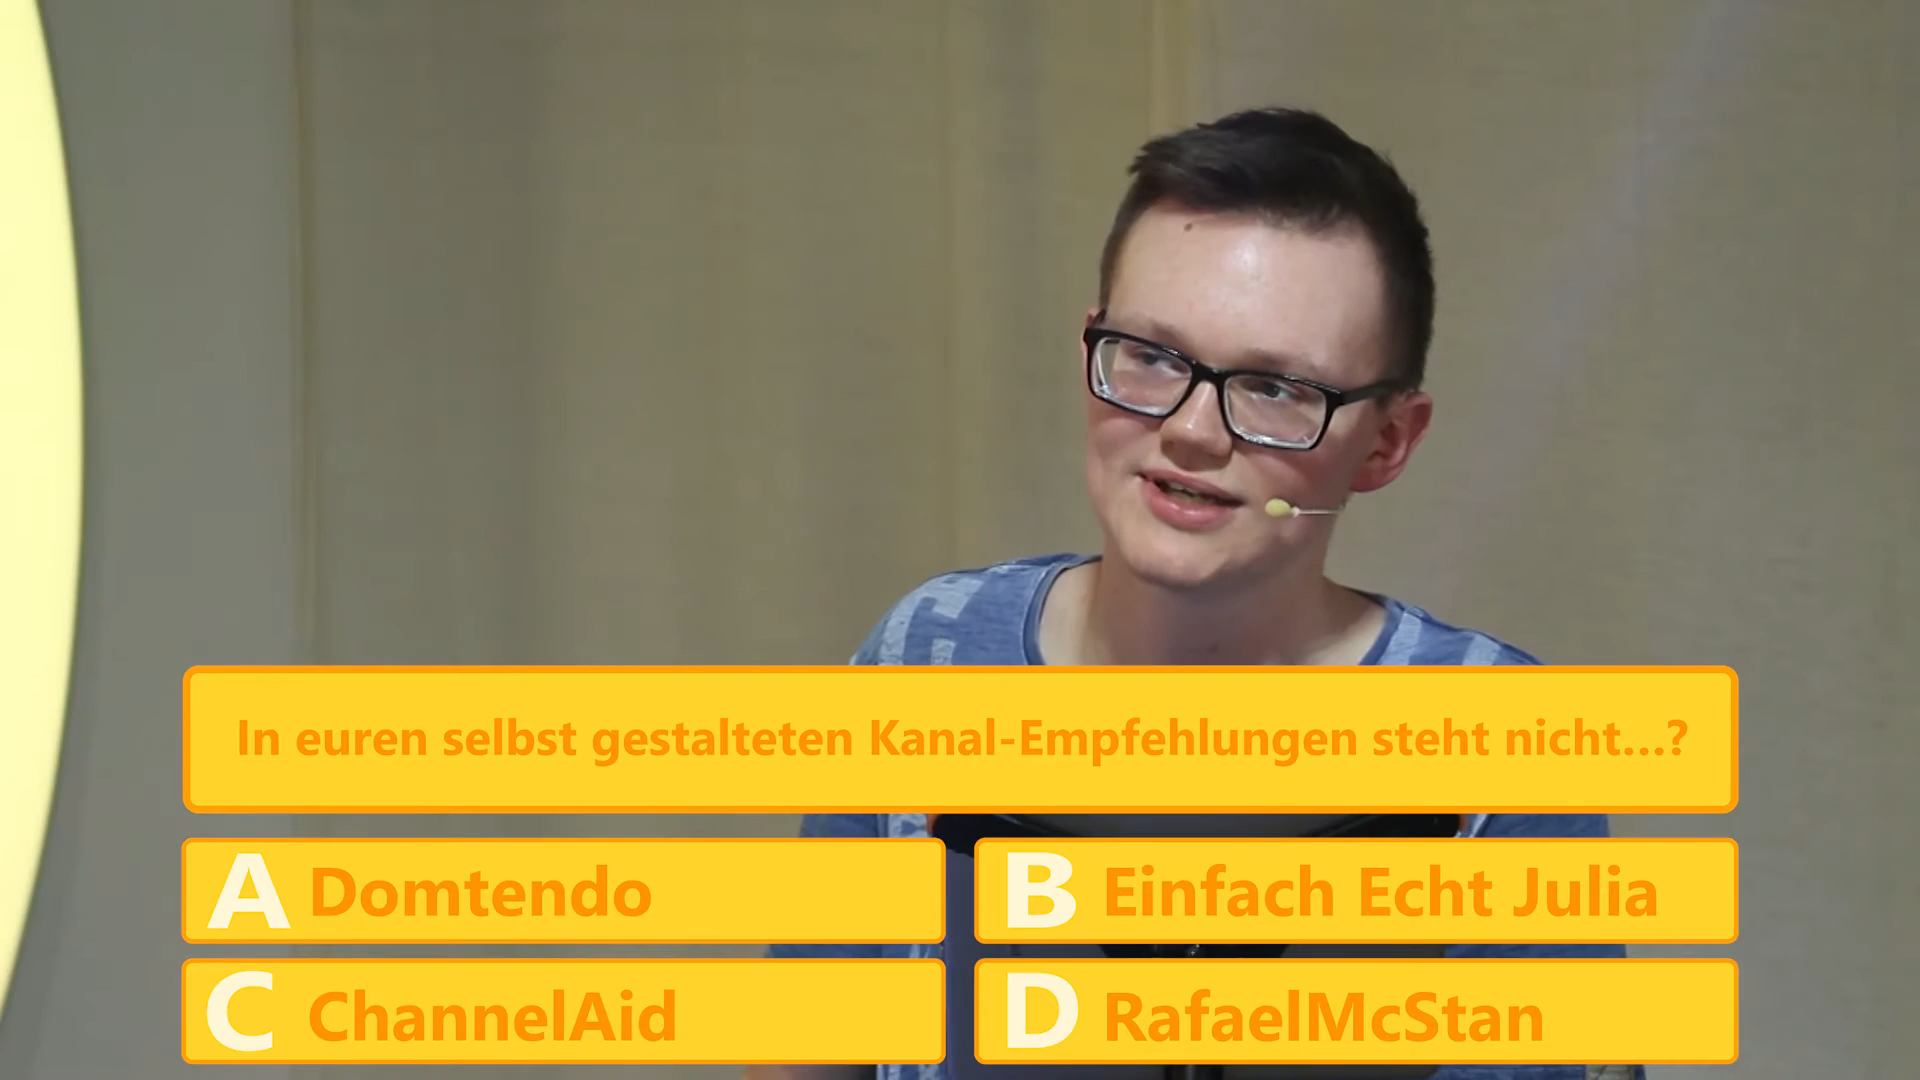 In euren selbst gestalteten Kanal-Empfehlungen steht nicht...?
A Domtendo
B Einfach Echt Julia
C ChannelAid
D RafaelMcStan